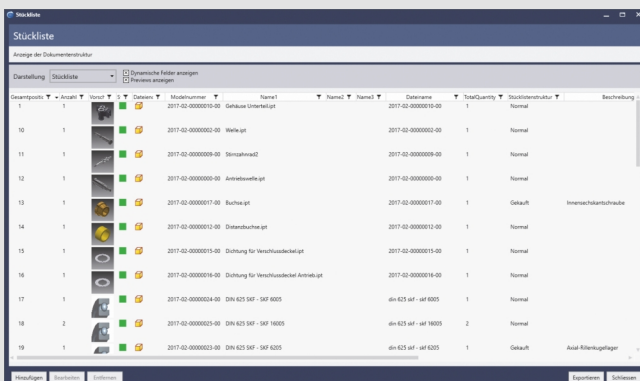 Stückliste
Stückliste
Anzeige der Dokumentenstruktur
Darstellung Stückliste Dynamische Felder anzeigen
Previews anzeigen
Gesamtpositic Anzahl Vorscl S Dateiend Modelnummer Name1 Name2 Name3 Dateiname TotalQuantity Stücklistenstruktur Beschreibung
1 1 2017-02-00000010-00 Gehäuse Unterteil.ipt 2017-02-00000010-00 1 Normal
10 1 2017-02-00000002-00 Welle.ipt 2017-02-00000002-00 1 Normal
11 1 2017-02-00000009-00 Stirnzahnrad2 2017-02-00000009-00 1 Normal
12 1 2017-02-00000000-00 Antriebswelle.ipt 2017-02-00000000-00 1 Normal
13 1 2017-02-00000017-00 Buchse.ipt 2017-02-00000017-00 1 Gekauft Innensechskantschraube
14 1 2017-02-00000012-00 Distanzbuchse.ipt 2017-02-00000012-00 1 Normal
15 1 2017-02-00000015-00 Dichtung für Verschlussdeckel.ipt 2017-02-00000015-00 1 Normal
16 1 2017-02-00000016-00 Dichtung für Verschlussdeckel Antrieb.ipt 2017-02-00000016-00 1 Normal
17 1 2017-02-00000024-00 DIN 625 SKF - SKF 6005 din 625 skf - skf 6005 1 Normal
18 2 2017-02-00000025-00 DIN 625 SKF - SKF 16005 din 625 skf - skf 16005 2 Normal
19 1 2017-02-00000023-00 DIN 625 SKF - SKF 6205 din 625 skf - skf 6205 1 Gekauft Axial-Rillenkugellager
Hinzufügen Bearbeiten Entfernen Exportieren Schliessen